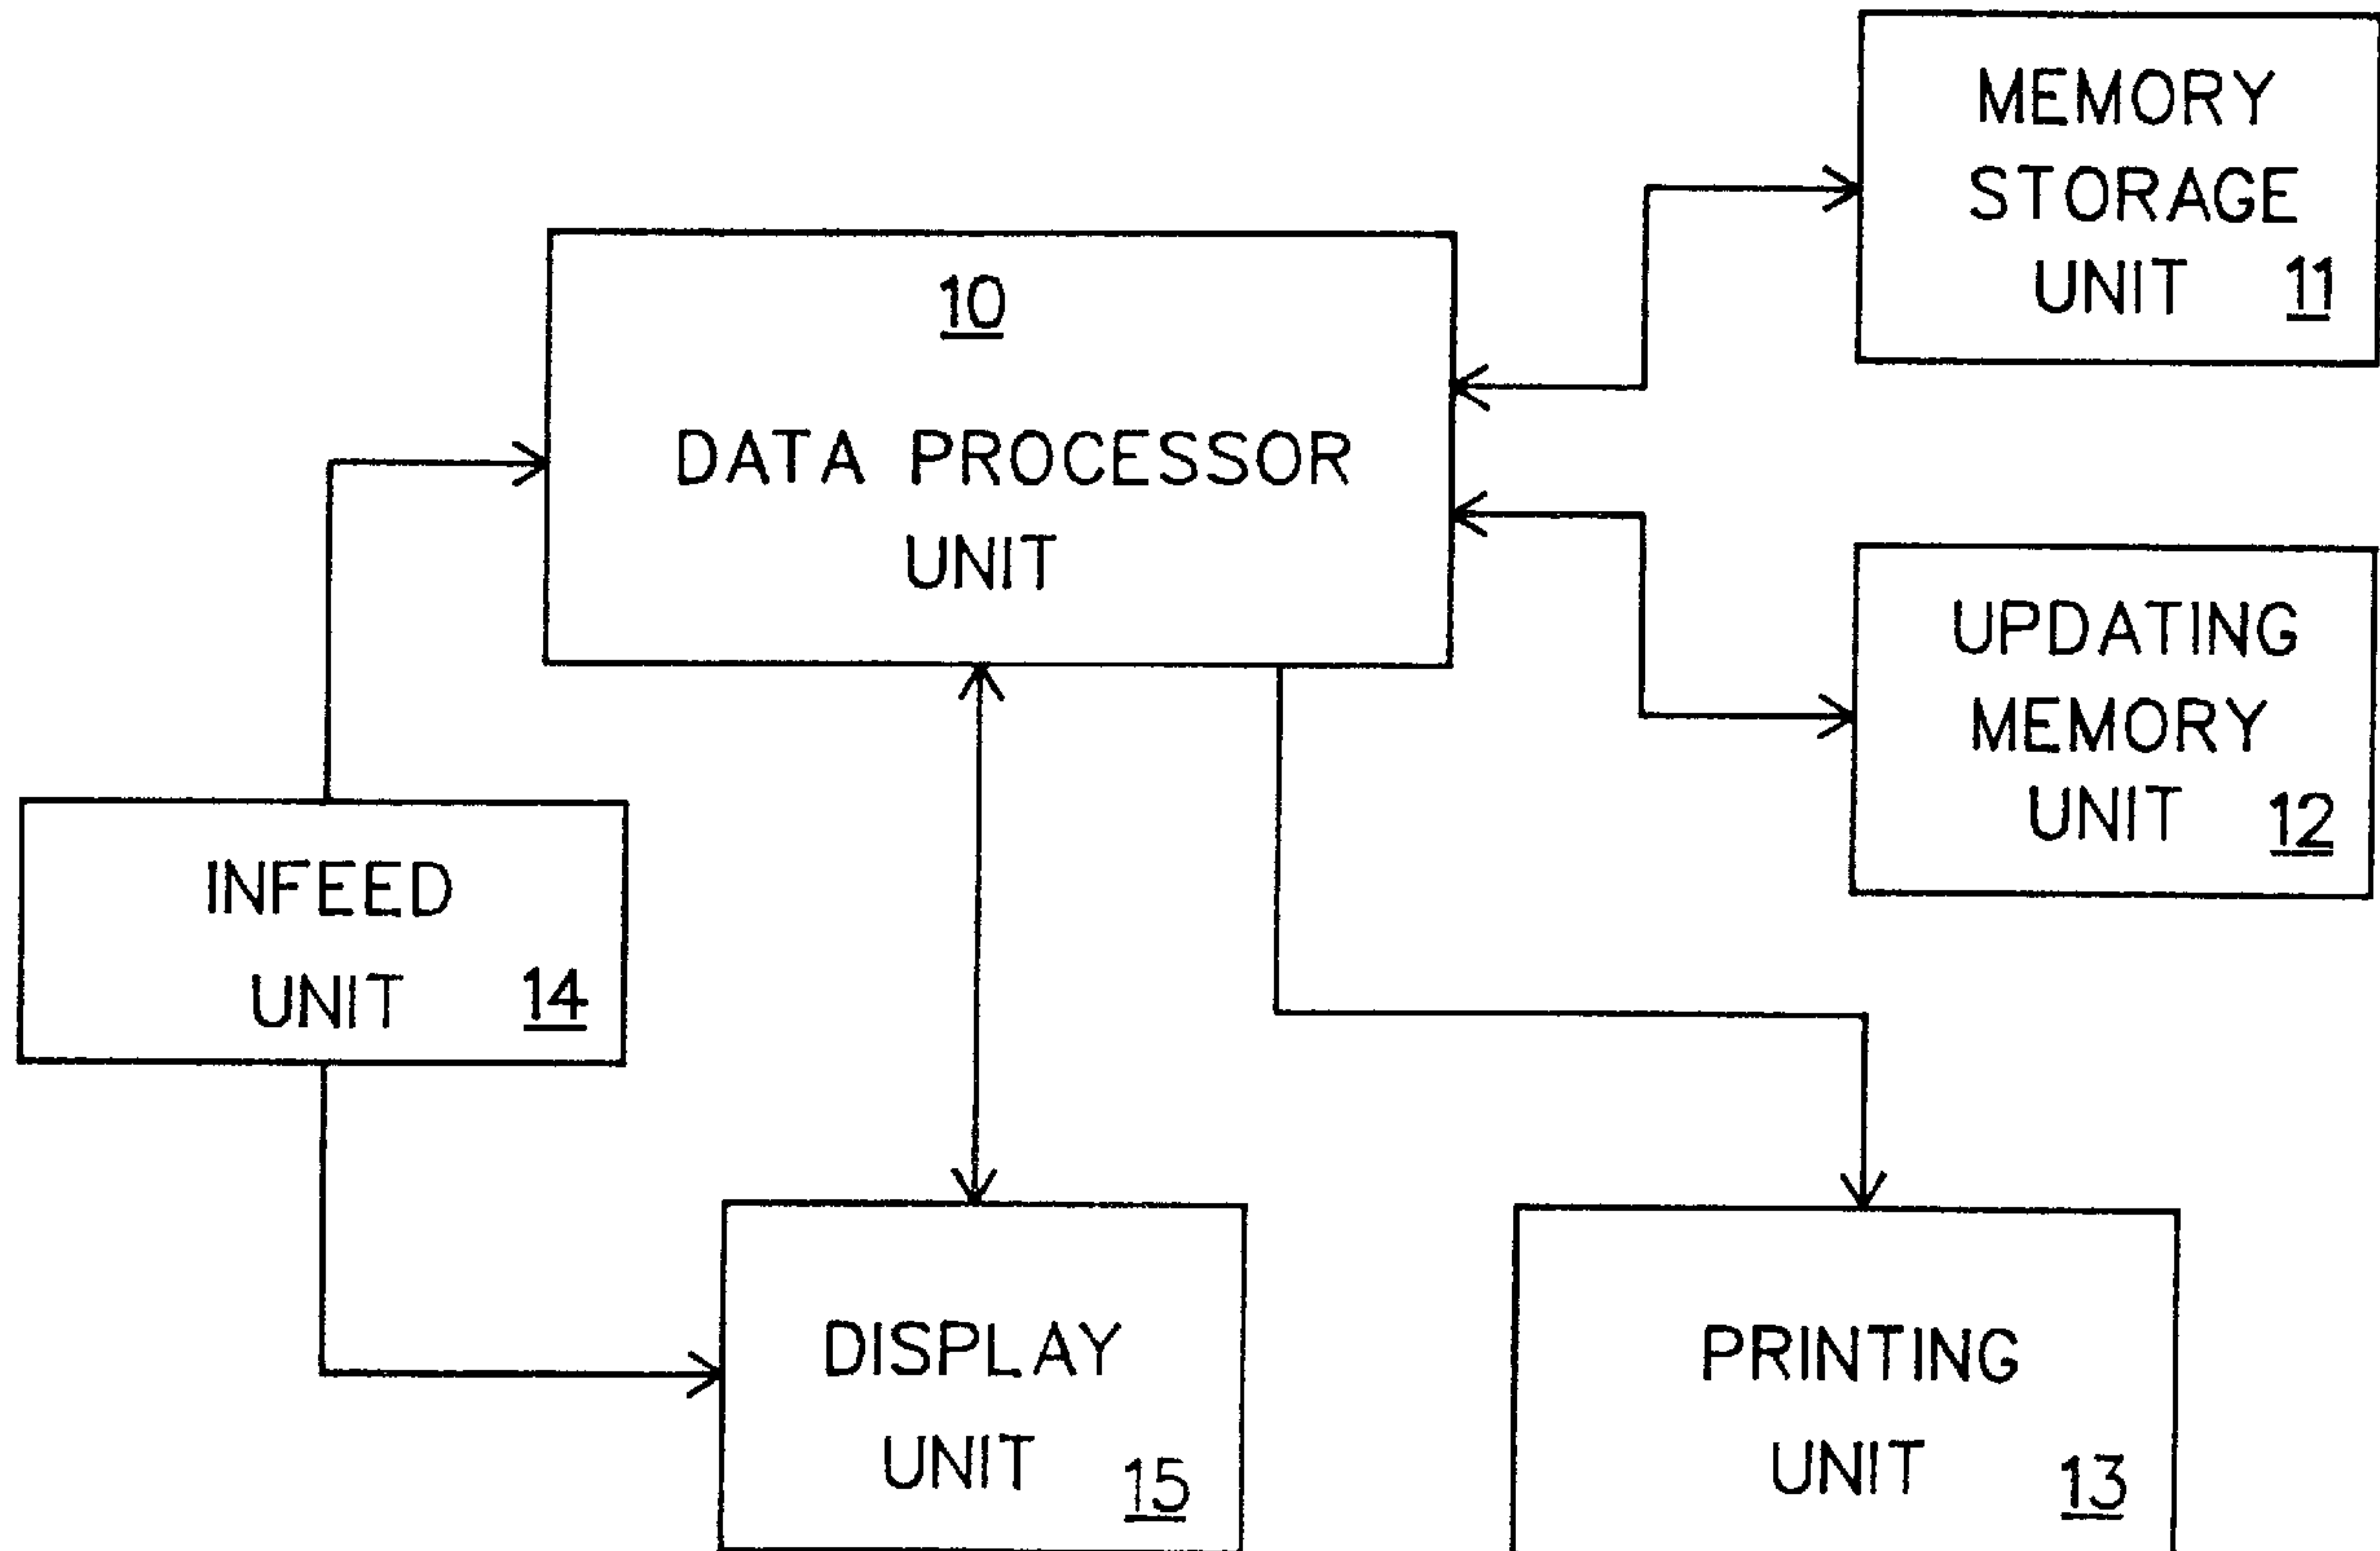 MEMORY
STORAGE
UNIT 11
10
DATA PROCESSOR
UNIT
UPDATING
MEMORY
UNIT 12
INFEED
UNIT 14
DISPLAY
UNIT 15
PRINTING
UNIT 13